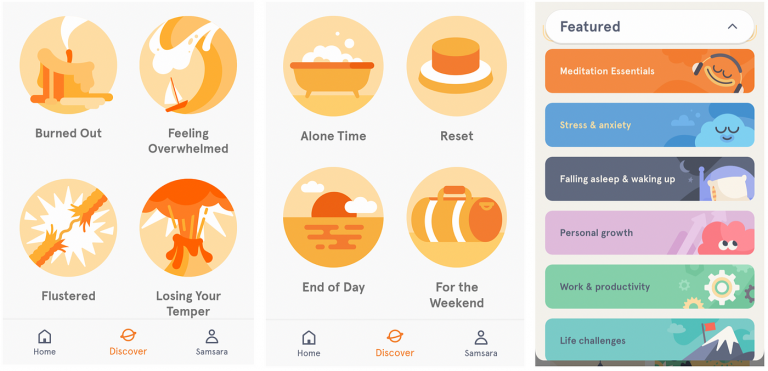 Burned Out
Feeling
Overwhelmed
Flustered
Losing Your
Temper
Home
Discover
Samsara
Alone Time
Reset
End of Day
For the
Weekend
Home
Discover
Samsara
Featured
Meditation Essentials
Stress & anxiety
Falling asleep & waking up
Personal growth
Work & productivity
Life challenges